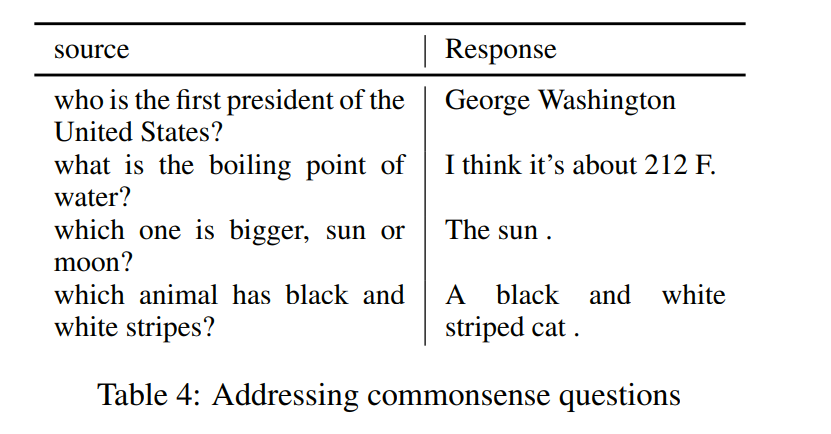 source Response
who is the first president of the George Washington
United States?
what is the boiling point of I think it's about 212 F.
water?
which one is bigger, sun or The sun .
moon?
which animal has black and A black and white
white stripes? striped cat .
Table 4: Addressing commonsense questions